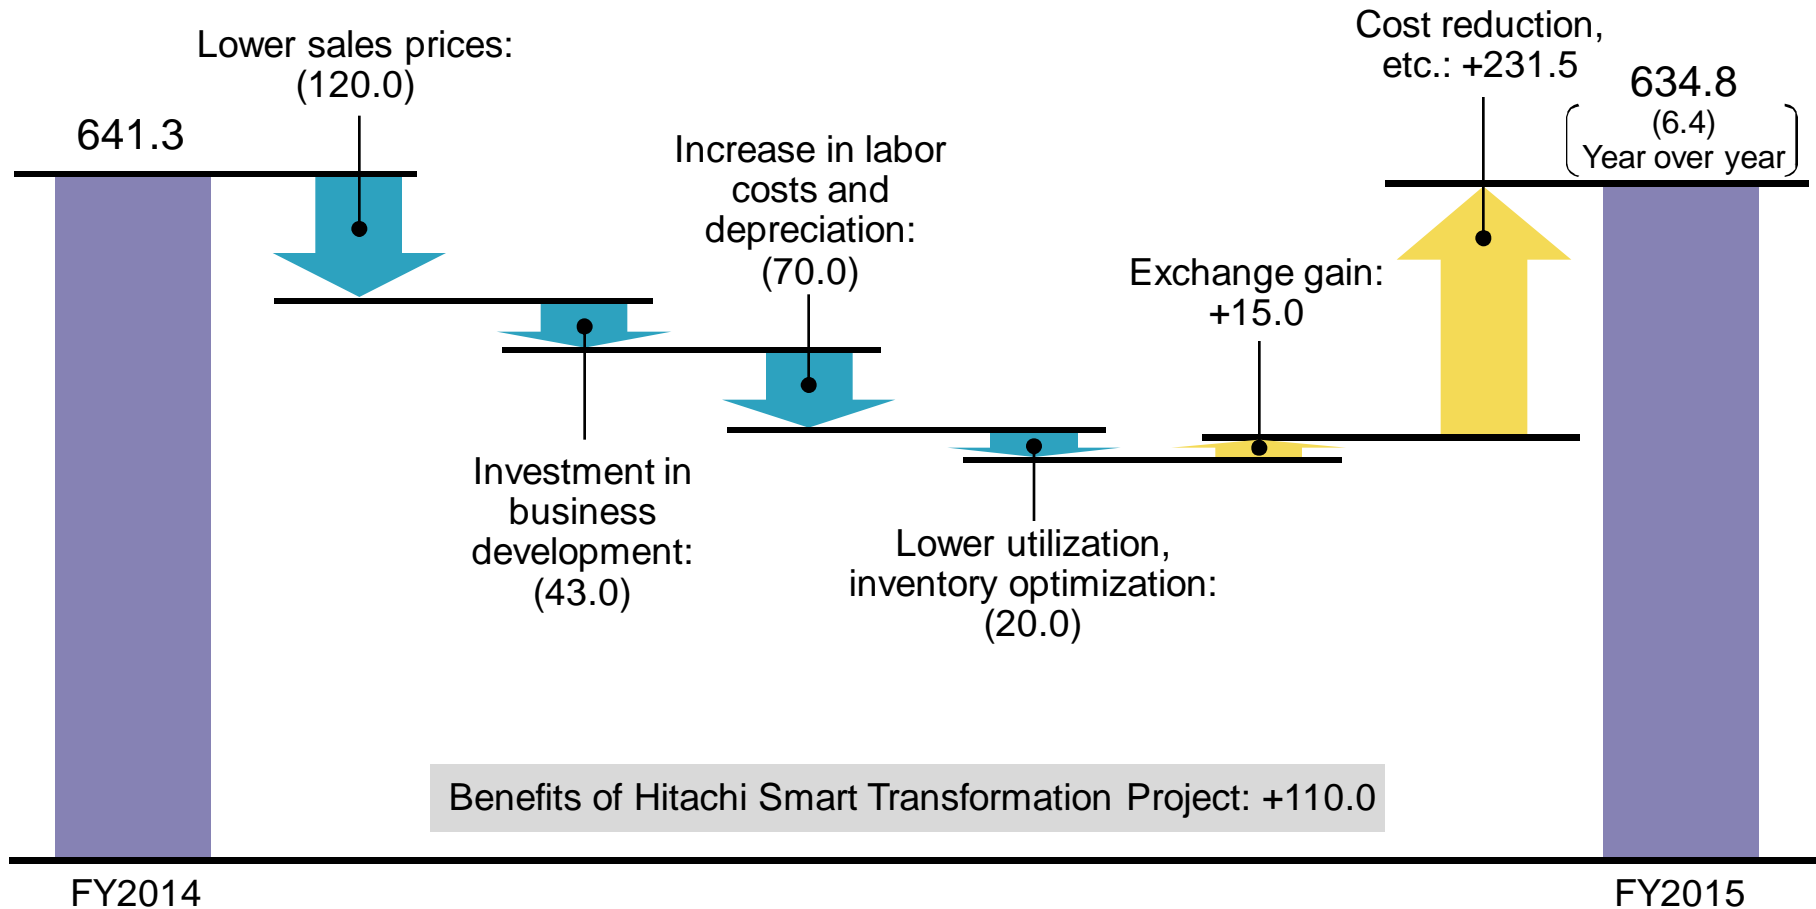 Lower sales prices:
(120.0)
641.3
Increase in labor
costs and
depreciation:
(70.0)
Cost reduction,
etc.: +231.5
634.8
(6.4)
Year over year
Exchange gain:
+15.0
Investment in
business
development:
(43.0)
Lower utilization,
inventory optimization:
(20.0)
Benefits of Hitachi Smart Transformation Project: +110.0
FY2014
FY2015